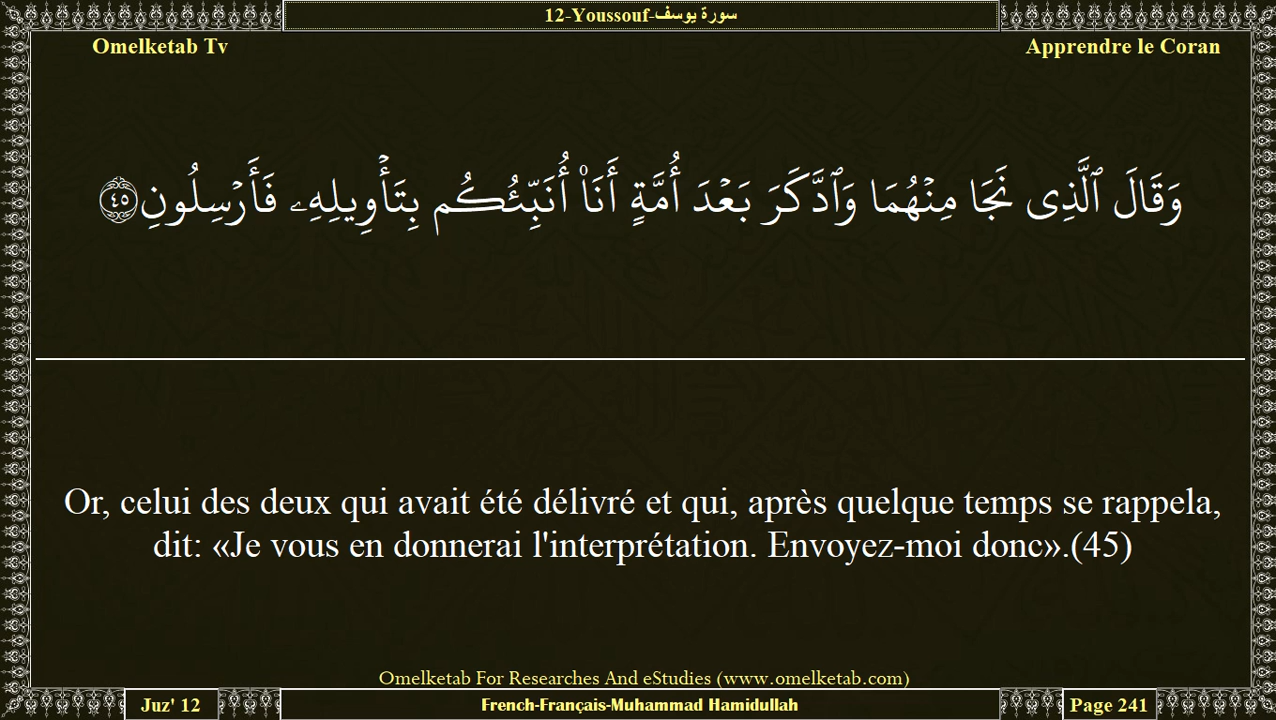 12-Youssouf-سورة يوسف
Omelketab Tv
Apprendre le Coran
وَقَالَ ٱلَّذِى نَجَا مِنْهُمَا وَٱدَّكَرَ بَعْدَ أُمَّةٍ أَنَا۠ أُنَبِّئُكُم بِتَأْوِيلِهِۦ فَأَرْسِلُونِ ٤٥
Or, celui des deux qui avait été délivré et qui, après quelque temps se rappela,
dit: «Je vous en donnerai l'interprétation. Envoyez-moi donc».(45)
Omelketab For Researches And eStudies (www.omelketab.com)
Juz' 12
French-Français-Muhammad Hamidullah
Page 241